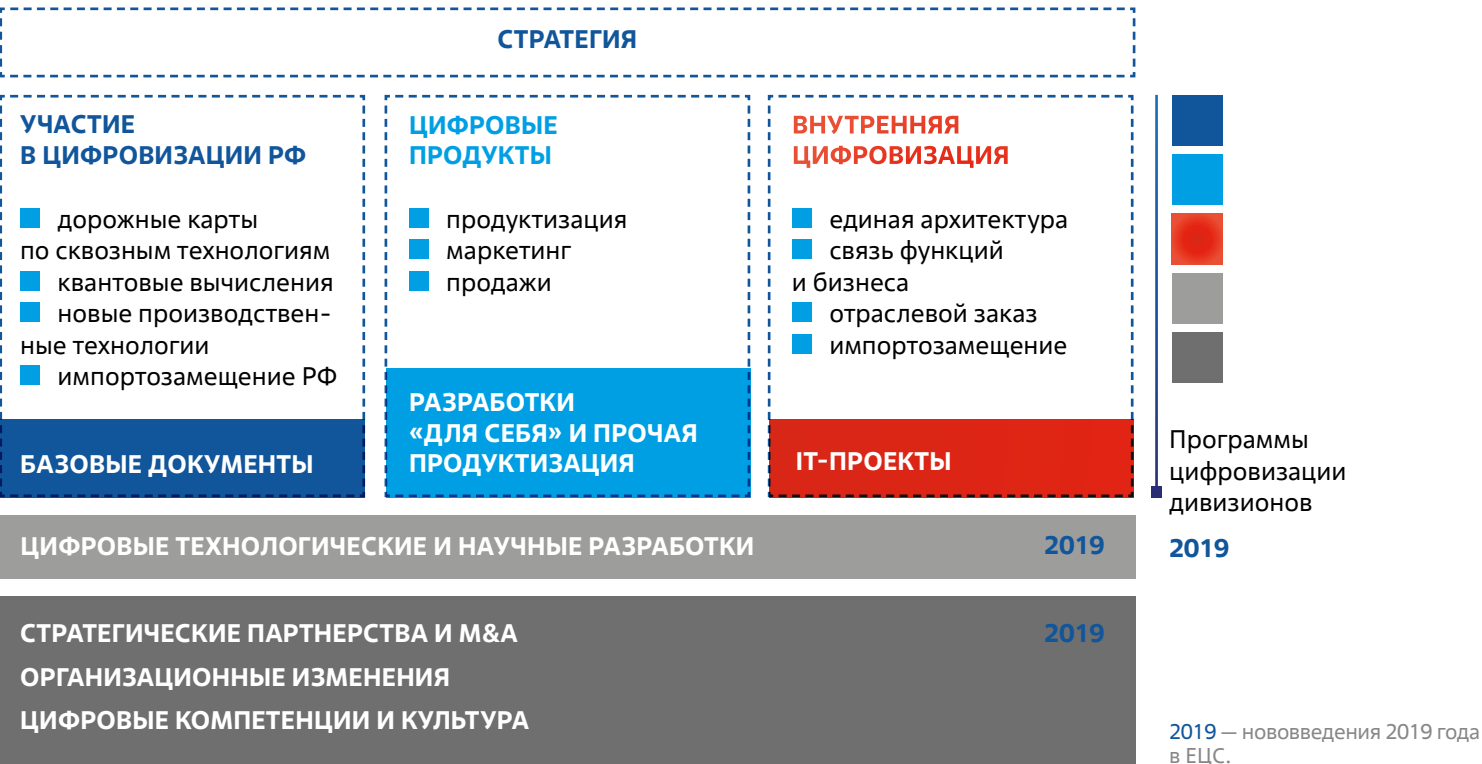 СТРАТЕГИЯ
УЧАСТИЕ
В ЦИФРОВИЗАЦИИ РФ
дорожные карты
по сквозным технологиям
квантовые вычисления
новые производствен-
ные технологии
импортозамещение РФ
БАЗОВЫЕ ДОКУМЕНТЫ
ЦИФРОВЫЕ
ПРОДУКТЫ
продуктизация
маркетинг
продажи
РАЗРАБОТКИ
«ДЛЯ СЕБЯ» И ПРОЧАЯ
ПРОДУКТИЗАЦИЯ
ВНУТРЕННЯЯ
ЦИФРОВИЗАЦИЯ
единая архитектура
связь функций
и бизнеса
отраслевой заказ
импортозамещение
IT-ПРОЕКТЫ
Программы
цифровизации
дивизионов
2019
ЦИФРОВЫЕ ТЕХНОЛОГИЧЕСКИЕ И НАУЧНЫЕ РАЗРАБОТКИ 2019
СТРАТЕГИЧЕСКИЕ ПАРТНЕРСТВА И M&A 2019
ОРГАНИЗАЦИОННЫЕ ИЗМЕНЕНИЯ
ЦИФРОВЫЕ КОМПЕТЕНЦИИ И КУЛЬТУРА
2019 — нововведения 2019 года
в ЕЦС.